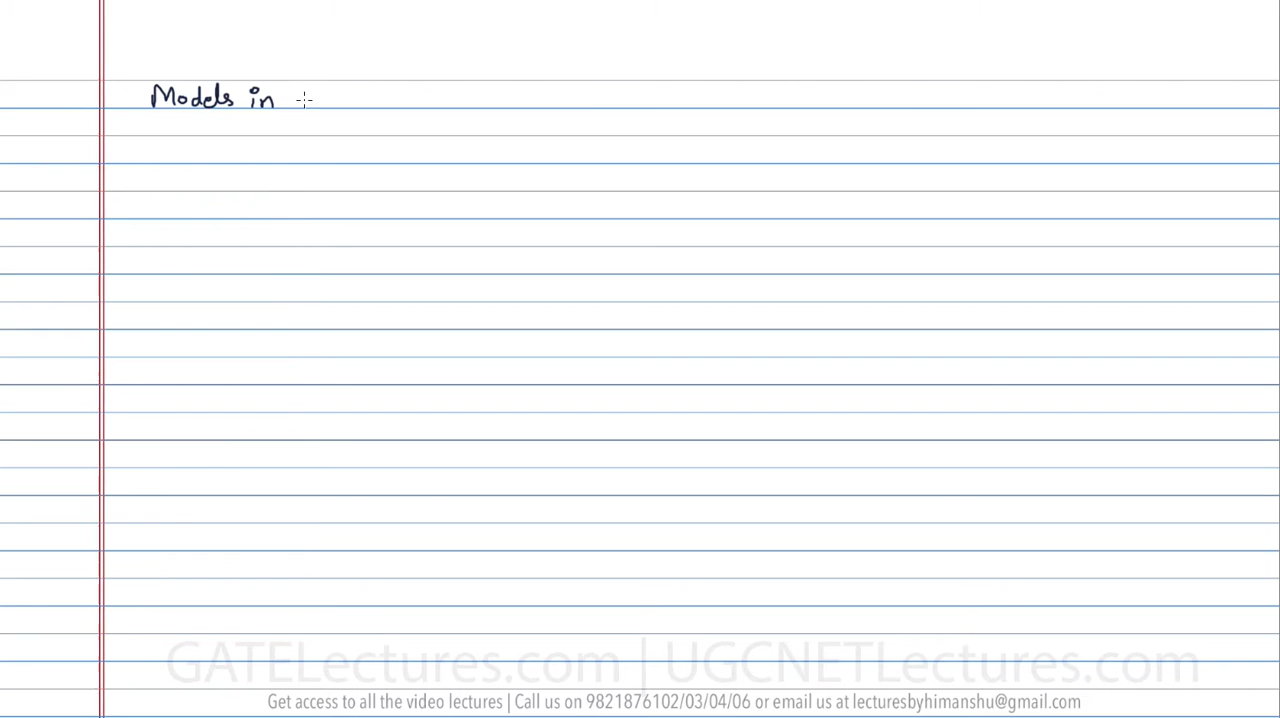 Models in
GATELectures.com | UGCNETLectures.com
Get access to all the video lectures | Call us on 9821876102/03/04/06 or email us at lecturesbyhimanshu@gmail.com